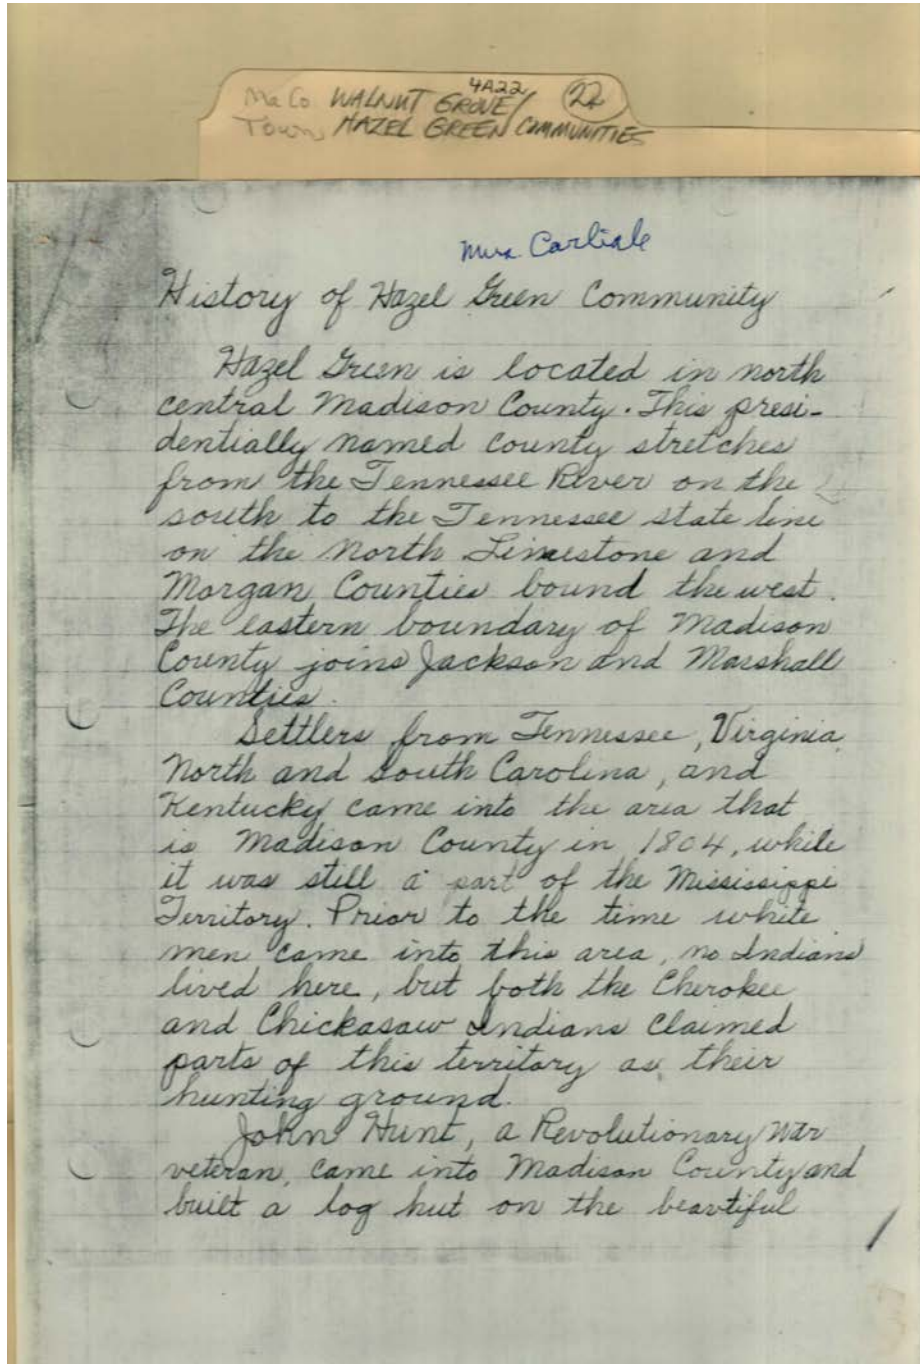 4A22
Ma Co WALNUT GROVE/ 22
Town HAZEL GREEN COMMUNITIES
Mrs. Carlisle
History of Hazel Green Community
Hazel Green is located in north
central Madison County. This presi-
dentially named county stretches
from the Tennessee River on the
south to the Tennessee state line
on the north Limestone and
Morgan Counties bound the west.
The eastern boundary of Madison
County joins Jackson and Marshall
Counties.
Settlers from Tennessee, Virginia,
North and South Carolina, and
Kentucky came into the area that
is Madison County in 1804, while
it was still a part of the Mississippi
Territory. Prior to the time white
men came into this area, no Indians
lived here, but both the Cherokee
and Chickasaw Indians claimed
parts of this territory as their
hunting ground.
John Hunt, a Revolutionary War
veteran, came into Madison County and
built a log hut on the beautiful
1